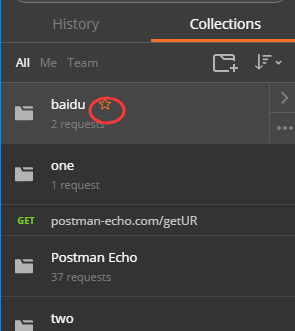 History Collections
All Me Team
baidu
2 requests
one
1 request
GET postman-echo.com/getUR
Postman Echo
37 requests
two